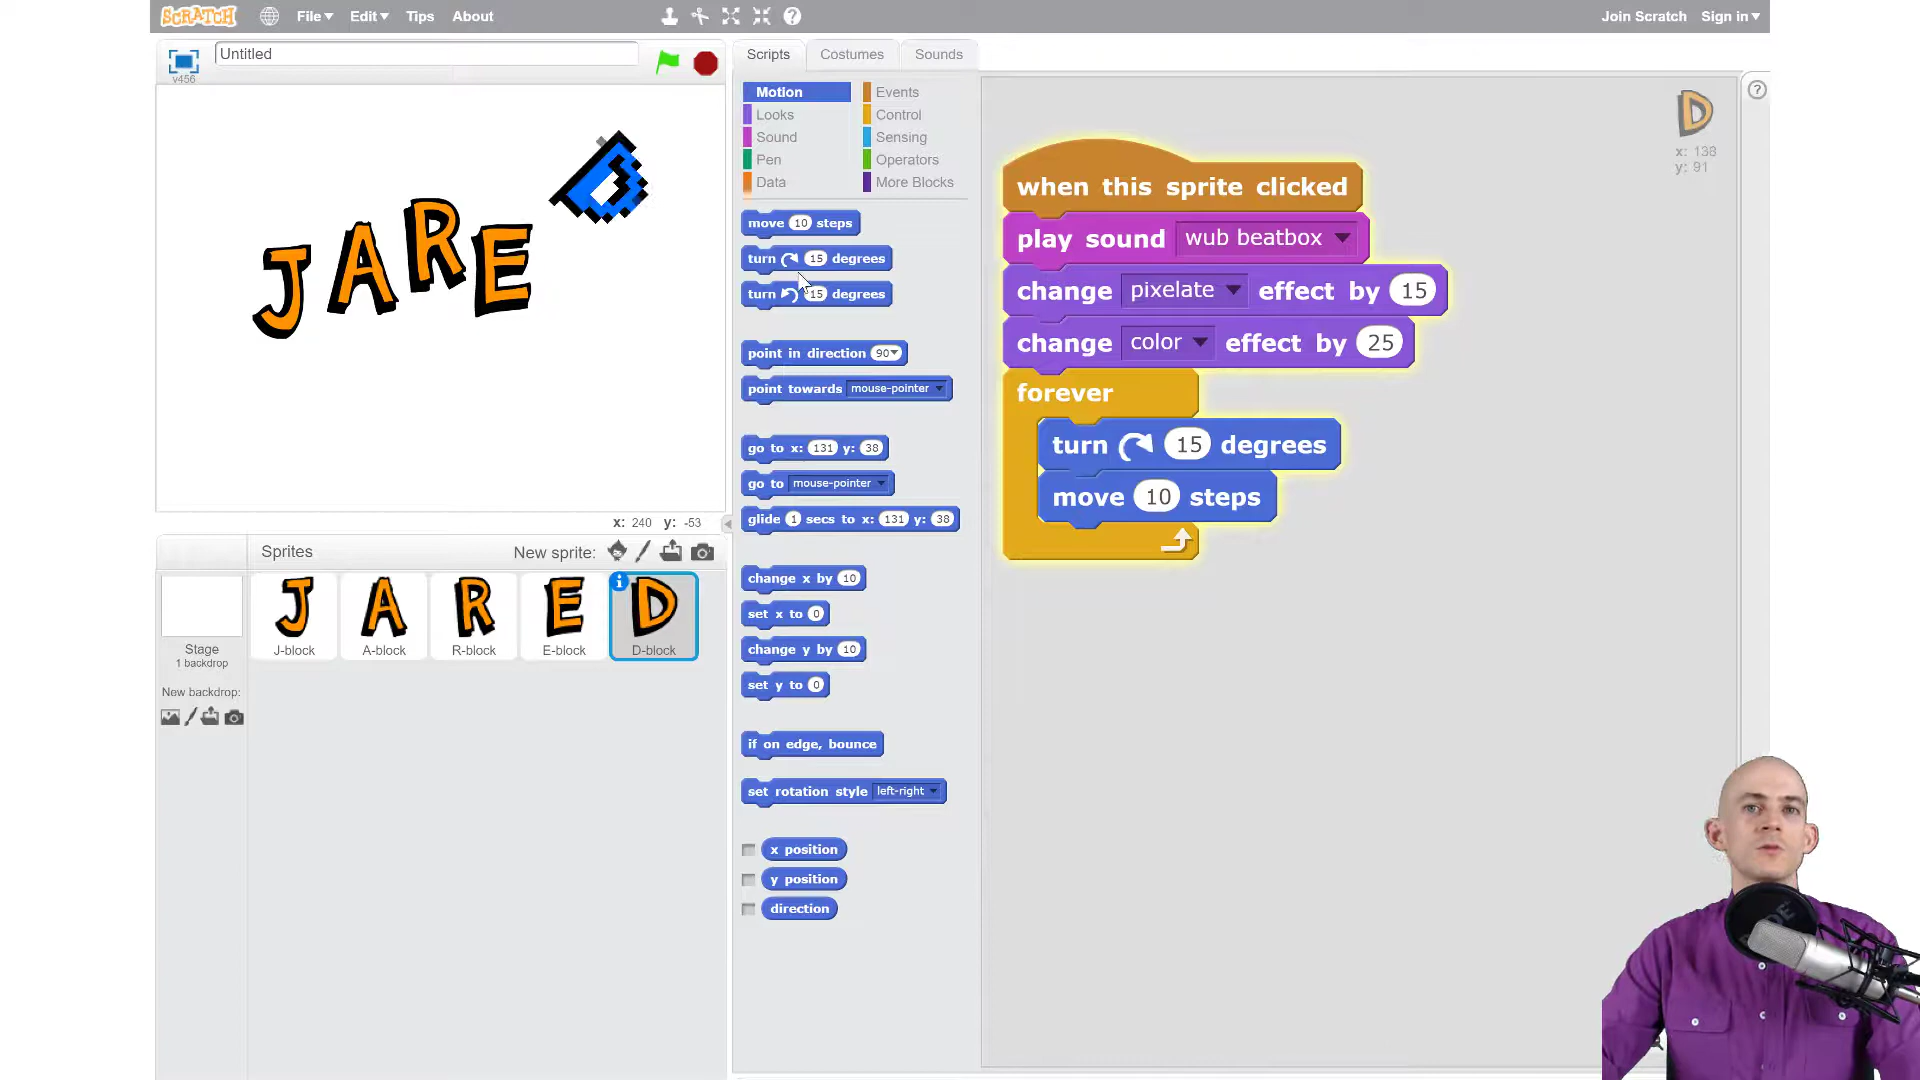 SCRATCH File Edit Tips About Join Scratch Sign in
v456 Untitled
JARED
x: 240 y: -53
Sprites New sprite:
Stage
1 backdrop
New backdrop:
J
J-block
A
A-block
R
R-block
E
E-block
D
D-block
Scripts Costumes Sounds
Motion Events
Looks Control
Sound Sensing
Pen Operators
Data More Blocks
move 10 steps
turn 15 degrees
turn 15 degrees
point in direction 90
point towards mouse-pointer
go to x: 131 y: 38
go to mouse-pointer
glide 1 secs to x: 131 y: 38
change x by 10
set x to 0
change y by 10
set y to 0
if on edge, bounce
set rotation style left-right
x position
y position
direction
when this sprite clicked
play sound wub beatbox
change pixelate effect by 15
change color effect by 25
forever
turn 15 degrees
move 10 steps
D
x: 138
y: 91